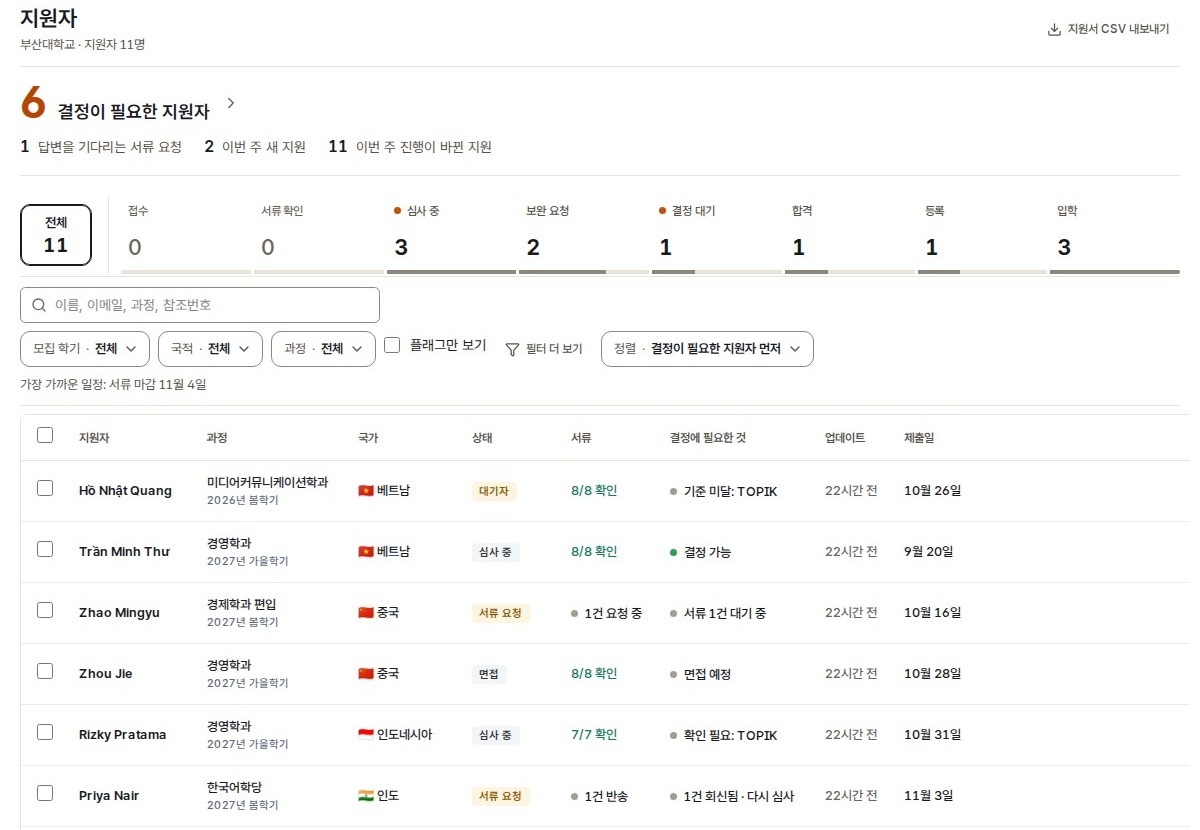 지원자
부산대학교 · 지원자 11명
지원서 CSV 내보내기
6 결정이 필요한 지원자
1 답변을 기다리는 서류 요청 2 이번 주 새 지원 11 이번 주 진행이 바뀐 지원
전체 접수 서류 확인 심사 중 보완 요청 결정 대기 합격 등록 입학
11 0 0 3 2 1 1 1 3
이름, 이메일, 과정, 참조번호
모집 학기 · 전체 국적 · 전체 과정 · 전체 플래그만 보기 필터 더 보기 정렬 · 결정이 필요한 지원자 먼저
가장 가까운 일정: 서류 마감 11월 4일
지원자 과정 국가 상태 서류 결정에 필요한 것 업데이트 제출일
Hồ Nhật Quang 미디어커뮤니케이션학과 🇻🇳 베트남 대기자 8/8 확인 기준 미달: TOPIK 22시간 전 10월 26일
2026년 봄학기
Trần Minh Thư 경영학과 🇻🇳 베트남 심사 중 8/8 확인 결정 가능 22시간 전 9월 20일
2027년 가을학기
Zhao Mingyu 경제학과 편입 🇨🇳 중국 서류 요청 1건 요청 중 서류 1건 대기 중 22시간 전 10월 16일
2027년 봄학기
Zhou Jie 경영학과 🇨🇳 중국 면접 8/8 확인 면접 예정 22시간 전 10월 28일
2027년 가을학기
Rizky Pratama 경영학과 🇮🇩 인도네시아 심사 중 7/7 확인 확인 필요: TOPIK 22시간 전 10월 31일
2027년 가을학기
Priya Nair 한국어학당 🇮🇳 인도 서류 요청 1건 반송 1건 회신됨 · 다시 심사 22시간 전 11월 3일
2027년 봄학기